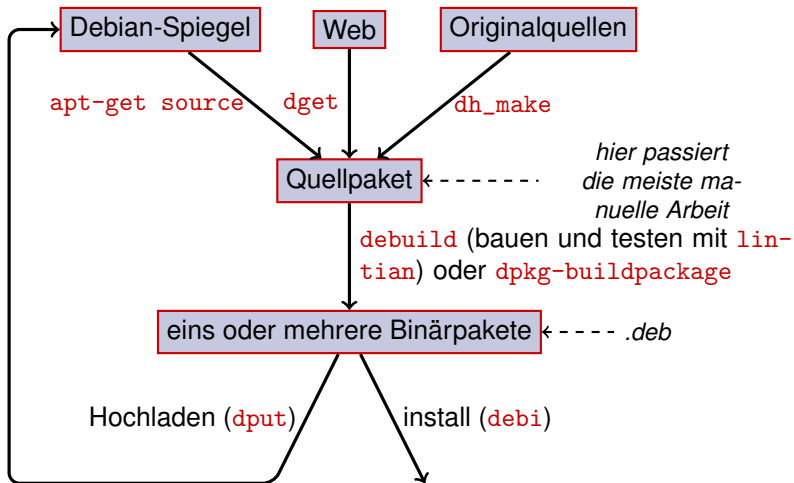 Debian-Spiegel
Web
Originalquellen
apt-get source
dget
dh_make
hier passiert
die meiste ma-
nuelle Arbeit
Quellpaket
debuild (bauen und testen mit lin-
tian) oder dpkg-buildpackage
eins oder mehrere Binärpakete
.deb
Hochladen (dput)
install (debi)